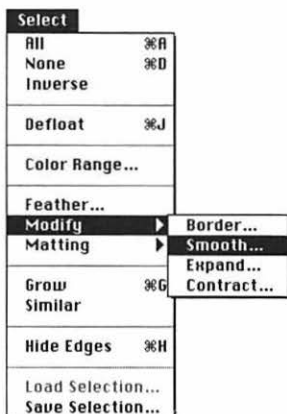 Select
All ⌘A
None ⌘D
Inverse
Defloat ⌘J
Color Range...
Feather...
Modify ▶
Border...
Smooth...
Expand...
Contract...
Matting ▶
Grow ⌘G
Similar
Hide Edges ⌘H
Load Selection...
Save Selection...